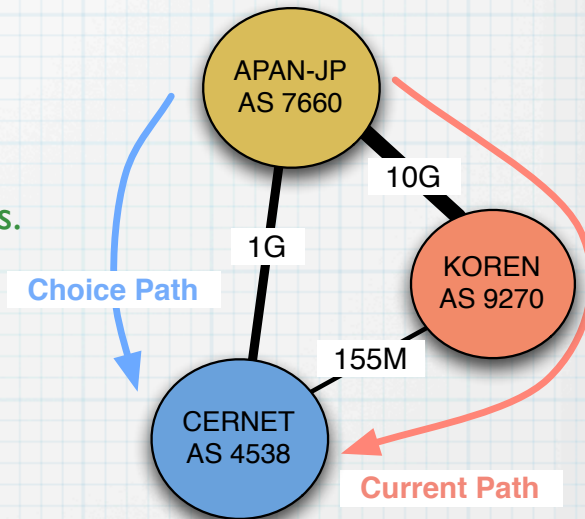 APAN-JP
AS 7660
10G
s.
1G
KOREN
AS 9270
Choice Path
155M
CERNET
AS 4538
Current Path